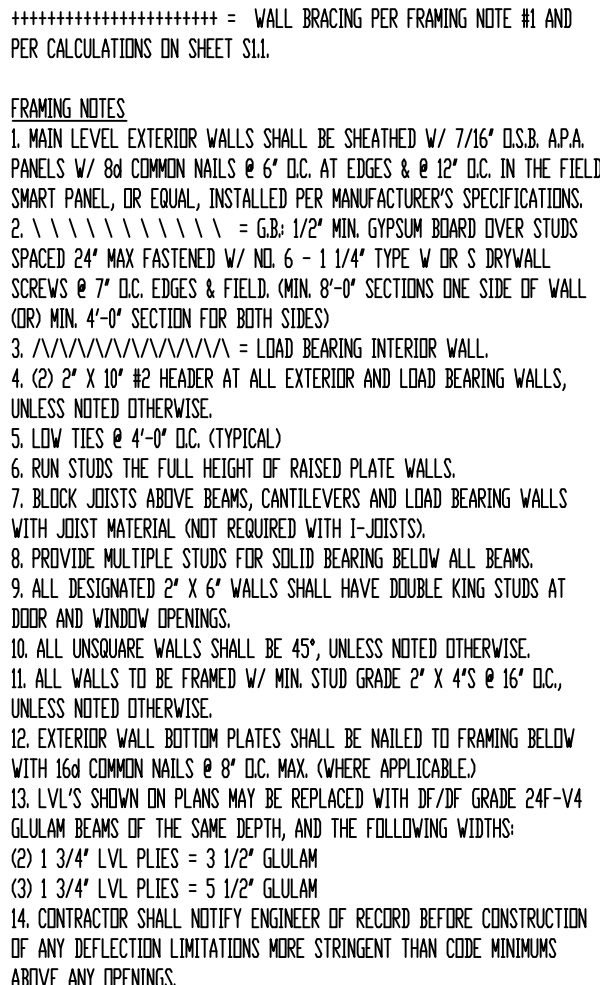 +++++++++++++++++++++++ = WALL BRACING PER FRAMING NOTE #1 AND
PER CALCULATIONS ON SHEET S1.1.
FRAMING NOTES
1. MAIN LEVEL EXTERIOR WALLS SHALL BE SHEATHED W/ 7/16" O.S.B. A.P.A.
PANELS W/ 8d COMMON NAILS @ 6" O.C. AT EDGES & @ 12" O.C. IN THE FIELD
SMART PANEL, OR EQUAL, INSTALLED PER MANUFACTURER'S SPECIFICATIONS.
2. \ \ \ \ \ \ \ \ \ \ \ = G.B.: 1/2" MIN. GYPSUM BOARD OVER STUDS
SPACED 24" MAX FASTENED W/ NO. 6 - 1 1/4" TYPE W OR S DRYWALL
SCREWS @ 7" O.C. EDGES & FIELD. (MIN. 8'-0" SECTIONS ONE SIDE OF WALL
(OR) MIN. 4'-0" SECTION FOR BOTH SIDES)
3. /\/\/\/\/\/\/\/\/\/\/\ = LOAD BEARING INTERIOR WALL.
4. (2) 2" X 10" #2 HEADER AT ALL EXTERIOR AND LOAD BEARING WALLS,
UNLESS NOTED OTHERWISE.
5. LOW TIES @ 4'-0" O.C. (TYPICAL)
6. RUN STUDS THE FULL HEIGHT OF RAISED PLATE WALLS.
7. BLOCK JOISTS ABOVE BEAMS, CANTILEVERS AND LOAD BEARING WALLS
WITH JOIST MATERIAL (NOT REQUIRED WITH I-JOISTS).
8. PROVIDE MULTIPLE STUDS FOR SOLID BEARING BELOW ALL BEAMS.
9. ALL DESIGNATED 2" X 6" WALLS SHALL HAVE DOUBLE KING STUDS AT
DOOR AND WINDOW OPENINGS.
10. ALL UNSQUARE WALLS SHALL BE 45°, UNLESS NOTED OTHERWISE.
11. ALL WALLS TO BE FRAMED W/ MIN. STUD GRADE 2" X 4"S @ 16" O.C.,
UNLESS NOTED OTHERWISE.
12. EXTERIOR WALL BOTTOM PLATES SHALL BE NAILED TO FRAMING BELOW
WITH 16d COMMON NAILS @ 8" O.C. MAX. (WHERE APPLICABLE.)
13. LVL'S SHOWN ON PLANS MAY BE REPLACED WITH DF/DF GRADE 24F-V4
GLULAM BEAMS OF THE SAME DEPTH, AND THE FOLLOWING WIDTHS:
(2) 1 3/4" LVL PLIES = 3 1/2" GLULAM
(3) 1 3/4" LVL PLIES = 5 1/2" GLULAM
14. CONTRACTOR SHALL NOTIFY ENGINEER OF RECORD BEFORE CONSTRUCTION
OF ANY DEFLECTION LIMITATIONS MORE STRINGENT THAN CODE MINIMUMS
ABOVE ANY OPENINGS.